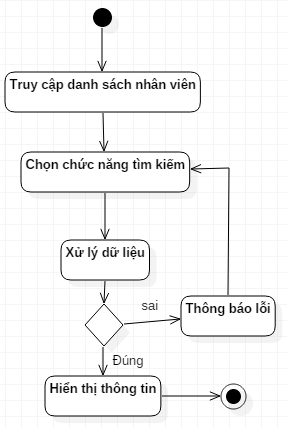 Truy cập danh sách nhân viên
Chọn chức năng tìm kiếm
Xử lý dữ liệu
sai
Thông báo lỗi
Đúng
Hiển thị thông tin